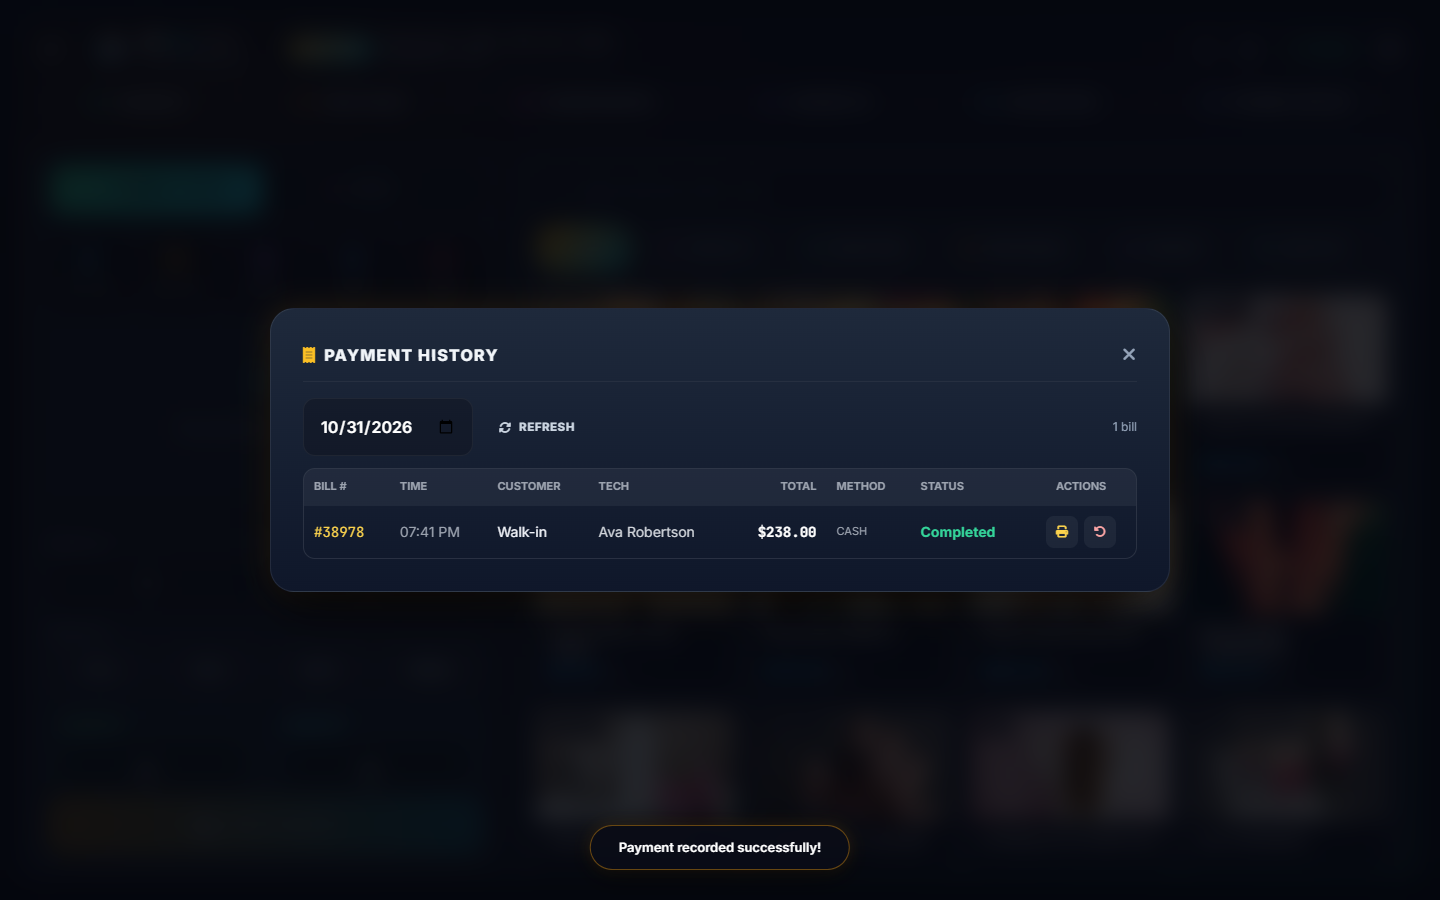 PAYMENT HISTORY
10/31/2026
REFRESH
1 bill
BILL # TIME CUSTOMER TECH TOTAL METHOD STATUS ACTIONS
#38978 07:41 PM Walk-in Ava Robertson $238.00 CASH Completed
Payment recorded successfully!